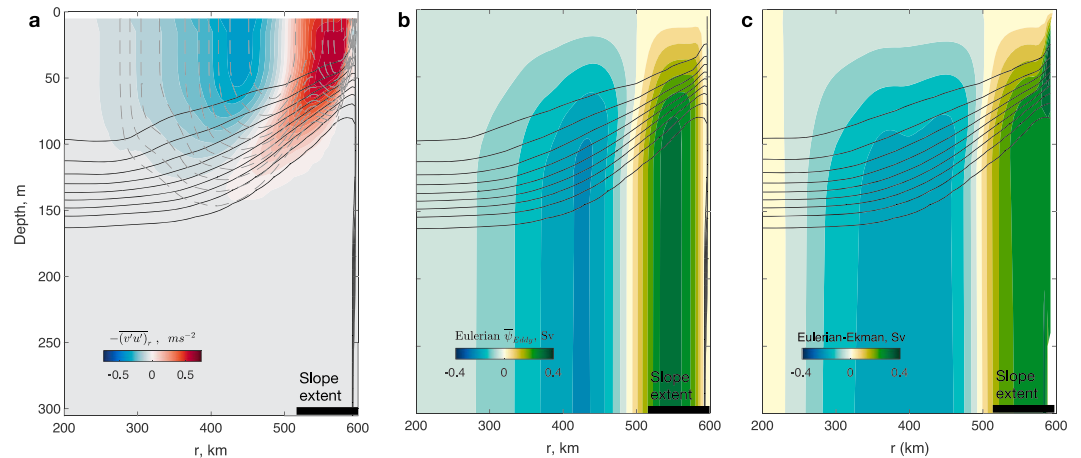 a
b
c
0
50
100
150
200
250
300
Depth, m
−(v′u′)r , ms−2
-0.5 0 0.5
Slope
extent
200 300 400 500 600
r, km
Eulerian ψEddy, Sv
-0.4 0 0.4
Slope
extent
200 300 400 500 600
r, km
Eulerian-Ekman, Sv
-0.4 0 0.4
Slope
extent
200 300 400 500 600
r (km)